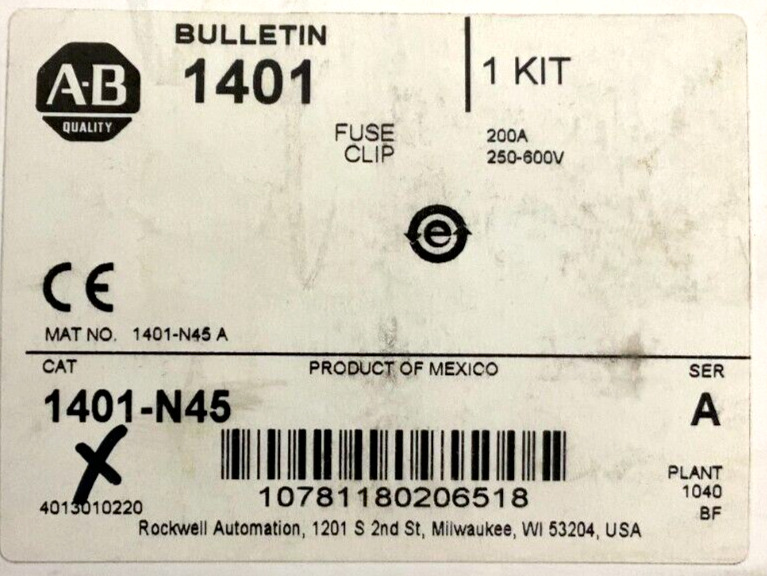 BULLETIN
1401
1 KIT
A-B
QUALITY
FUSE
CLIP
200A
250-600V
e
CE
MAT NO. 1401-N45 A
CAT
PRODUCT OF MEXICO
SER
1401-N45
A
X
4013010220
10781180206518
PLANT
1040
BF
Rockwell Automation, 1201 S 2nd St, Milwaukee, WI 53204, USA